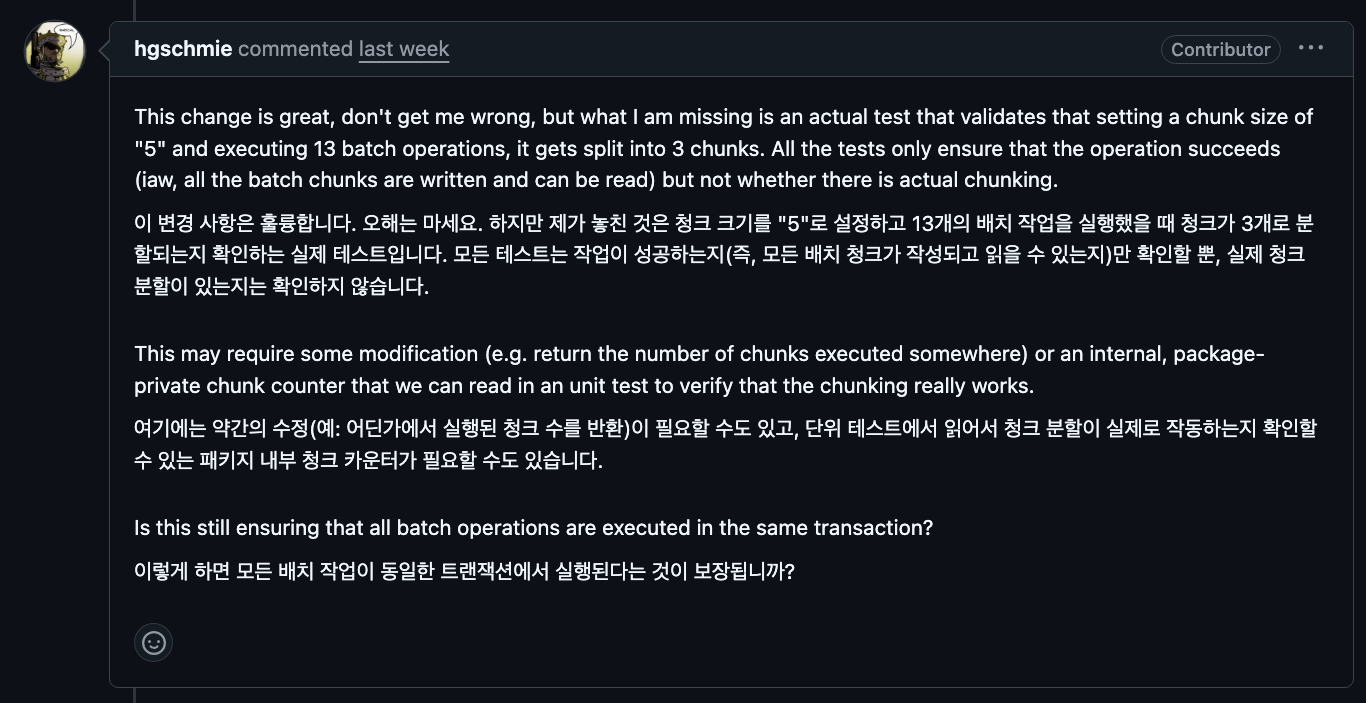 hgschmie commented last week
Contributor
This change is great, don't get me wrong, but what I am missing is an actual test that validates that setting a chunk size of
"5" and executing 13 batch operations, it gets split into 3 chunks. All the tests only ensure that the operation succeeds
(iaw, all the batch chunks are written and can be read) but not whether there is actual chunking.
이 변경 사항은 훌륭합니다. 오해는 마세요. 하지만 제가 놓친 것은 청크 크기를 "5"로 설정하고 13개의 배치 작업을 실행했을 때 청크가 3개로 분
할되는지 확인하는 실제 테스트입니다. 모든 테스트는 작업이 성공하는지(즉, 모든 배치 청크가 작성되고 읽을 수 있는지)만 확인할 뿐, 실제 청크
분할이 있는지는 확인하지 않습니다.
This may require some modification (e.g. return the number of chunks executed somewhere) or an internal, package-
private chunk counter that we can read in an unit test to verify that the chunking really works.
여기에는 약간의 수정(예: 어딘가에서 실행된 청크 수를 반환)이 필요할 수도 있고, 단위 테스트에서 읽어서 청크 분할이 실제로 작동하는지 확인할
수 있는 패키지 내부 청크 카운터가 필요할 수도 있습니다.
Is this still ensuring that all batch operations are executed in the same transaction?
이렇게 하면 모든 배치 작업이 동일한 트랜잭션에서 실행된다는 것이 보장됩니까?